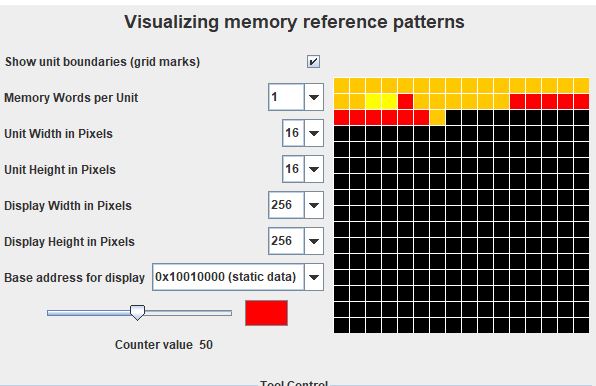 Visualizing memory reference patterns
Show unit boundaries (grid marks)
Memory Words per Unit 1
Unit Width in Pixels 16
Unit Height in Pixels 16
Display Width in Pixels 256
Display Height in Pixels 256
Base address for display 0x10010000 (static data)
Counter value 50
Tool Control